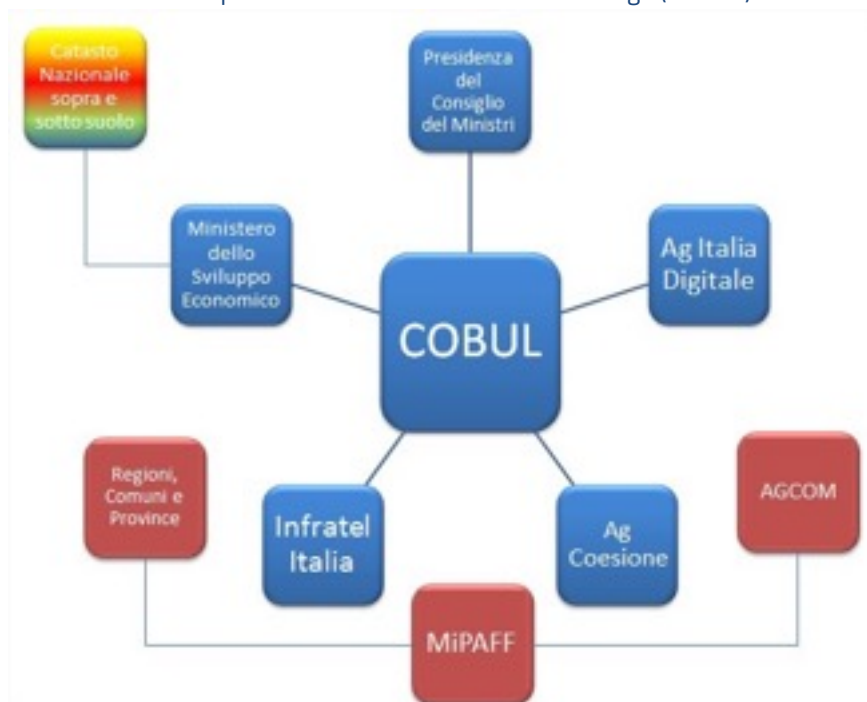 Catasto
Nazionale
sopra e
sotto suolo
Presidenza
del
Consiglio
del Ministri
Ministero
dello
Sviluppo
Economico
Ag Italia
Digitale
COBUL
Regioni,
Comuni e
Province
Infratel
Italia
Ag
Coesione
AGCOM
MiPAFF